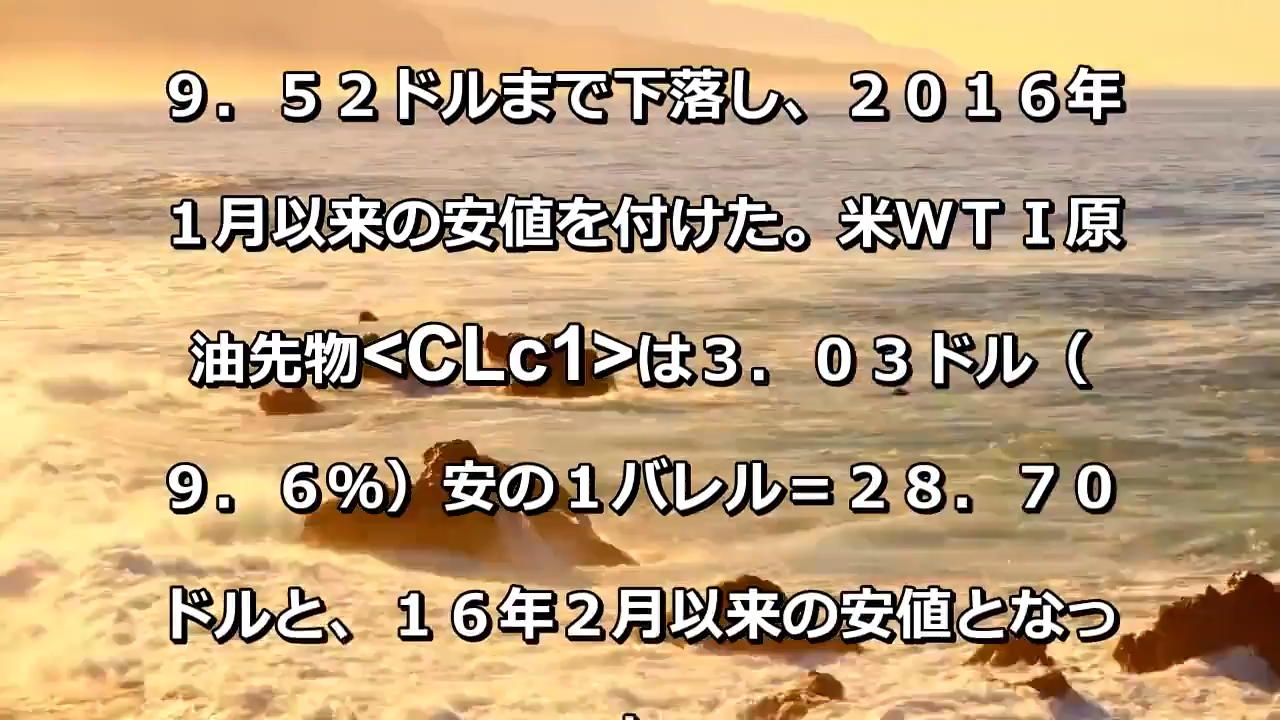 ９．５２ドルまで下落し、２０１６年
１月以来の安値を付けた。米ＷＴＩ原
油先物<CLc1>は３．０３ドル（
９．６％）安の１バレル＝２８．７０
ドルと、１６年２月以来の安値となっ